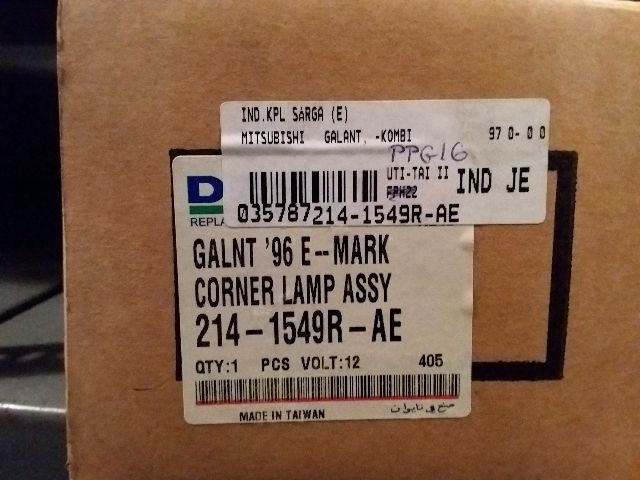 IND.KPL SÁRGA (E)
MITSUBISHI GALANT, -KOMBI 97 0- 0 0
PPG16
UTI-TAI II IND JE
035787214-1549R-AE
D
REPLA
GALNT '96 E--MARK
CORNER LAMP ASSY
214-1549R-AE
QTY:1 PCS VOLT:12 405
MADE IN TAIWAN